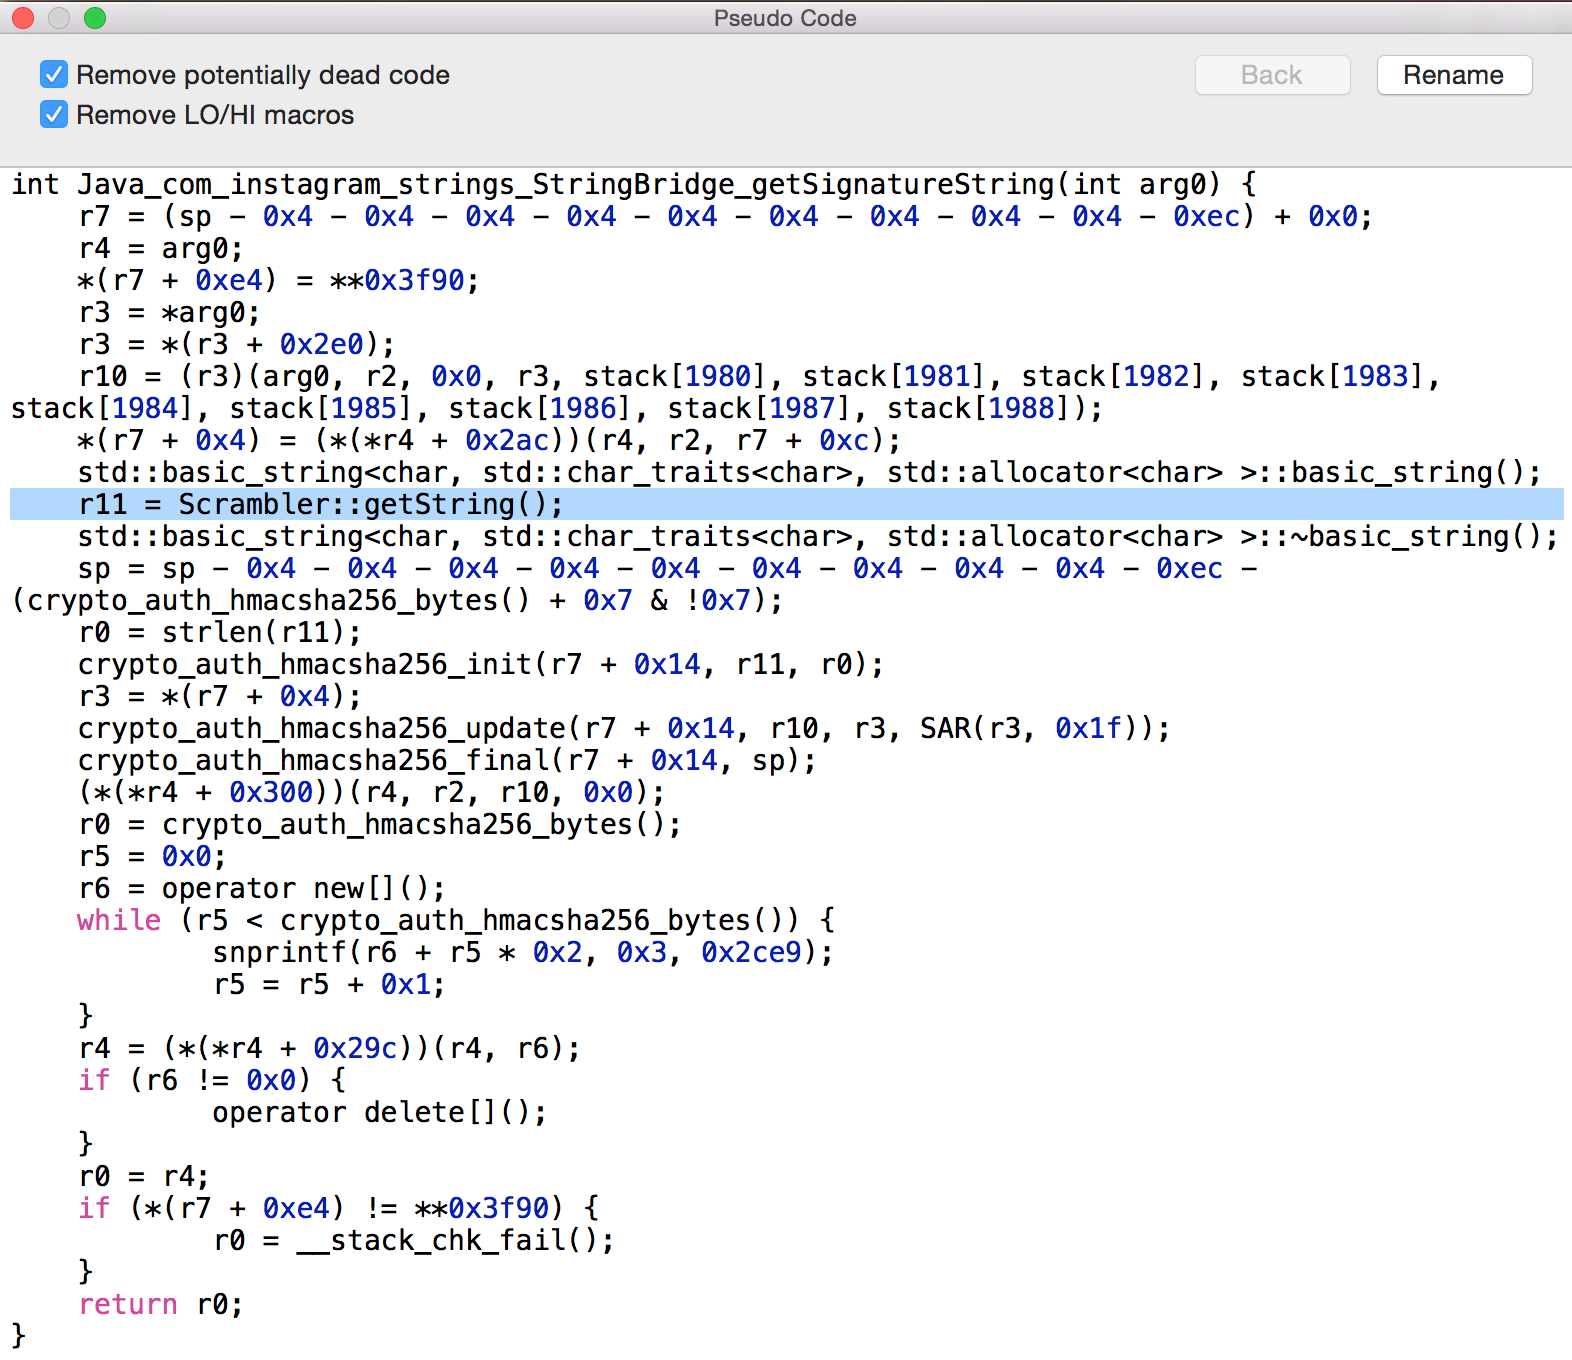 Pseudo Code
Remove potentially dead code
Back
Rename
Remove LO/HI macros
int Java_com_instagram_strings_StringBridge_getSignatureString(int arg0) {
    r7 = (sp - 0x4 - 0x4 - 0x4 - 0x4 - 0x4 - 0x4 - 0x4 - 0x4 - 0x4 - 0xec) + 0x0;
    r4 = arg0;
    *(r7 + 0xe4) = **0x3f90;
    r3 = *arg0;
    r3 = *(r3 + 0x2e0);
    r10 = (r3)(arg0, r2, 0x0, r3, stack[1980], stack[1981], stack[1982], stack[1983],
stack[1984], stack[1985], stack[1986], stack[1987], stack[1988]);
    *(r7 + 0x4) = (*(*r4 + 0x2ac))(r4, r2, r7 + 0xc);
    std::basic_string<char, std::char_traits<char>, std::allocator<char> >::basic_string();
    r11 = Scrambler::getString();
    std::basic_string<char, std::char_traits<char>, std::allocator<char> >::~basic_string();
    sp = sp - 0x4 - 0x4 - 0x4 - 0x4 - 0x4 - 0x4 - 0x4 - 0x4 - 0x4 - 0xec -
(crypto_auth_hmacsha256_bytes() + 0x7 & !0x7);
    r0 = strlen(r11);
    crypto_auth_hmacsha256_init(r7 + 0x14, r11, r0);
    r3 = *(r7 + 0x4);
    crypto_auth_hmacsha256_update(r7 + 0x14, r10, r3, SAR(r3, 0x1f));
    crypto_auth_hmacsha256_final(r7 + 0x14, sp);
    (*(*r4 + 0x300))(r4, r2, r10, 0x0);
    r0 = crypto_auth_hmacsha256_bytes();
    r5 = 0x0;
    r6 = operator new[]();
    while (r5 < crypto_auth_hmacsha256_bytes()) {
            snprintf(r6 + r5 * 0x2, 0x3, 0x2ce9);
            r5 = r5 + 0x1;
    }
    r4 = (*(*r4 + 0x29c))(r4, r6);
    if (r6 != 0x0) {
            operator delete[]();
    }
    r0 = r4;
    if (*(r7 + 0xe4) != **0x3f90) {
            r0 = __stack_chk_fail();
    }
    return r0;
}